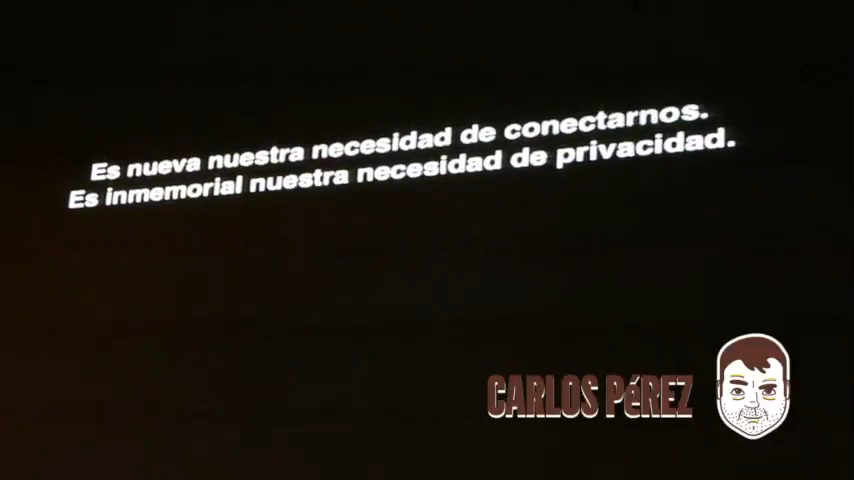 Es nueva nuestra necesidad de conectarnos.
Es inmemorial nuestra necesidad de privacidad.
CARLOS PéREZ